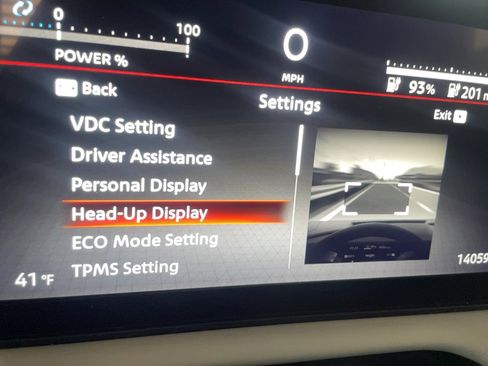 0
100
POWER %
0
MPH
93%
201 m
Back
Settings
Exit
VDC Setting
Driver Assistance
Personal Display
Head-Up Display
ECO Mode Setting
TPMS Setting
41 °F
14059